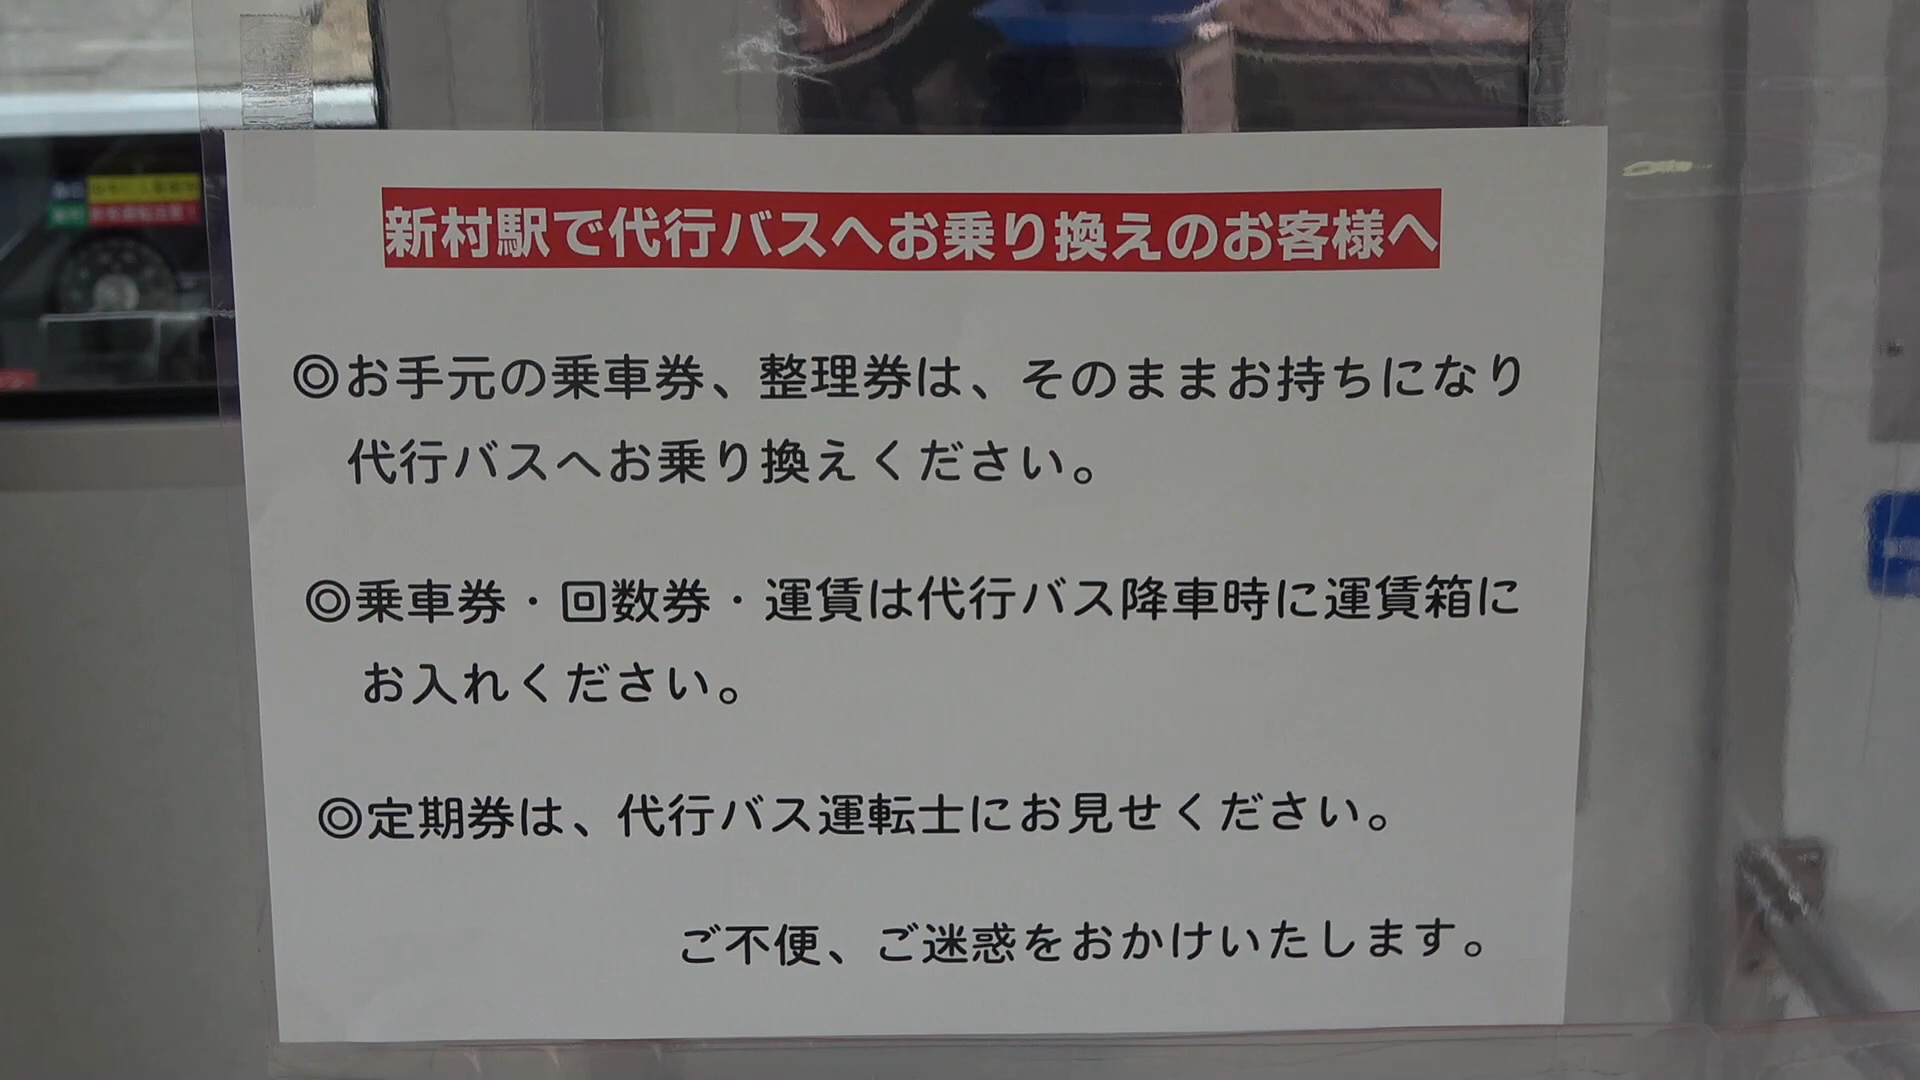 新村駅で代行バスへお乗り換えのお客様へ
◎お手元の乗車券、整理券は、そのままお持ちになり
代行バスへお乗り換えください。
◎乗車券・回数券・運賃は代行バス降車時に運賃箱に
お入れください。
◎定期券は、代行バス運転士にお見せください。
ご不便、ご迷惑をおかけいたします。